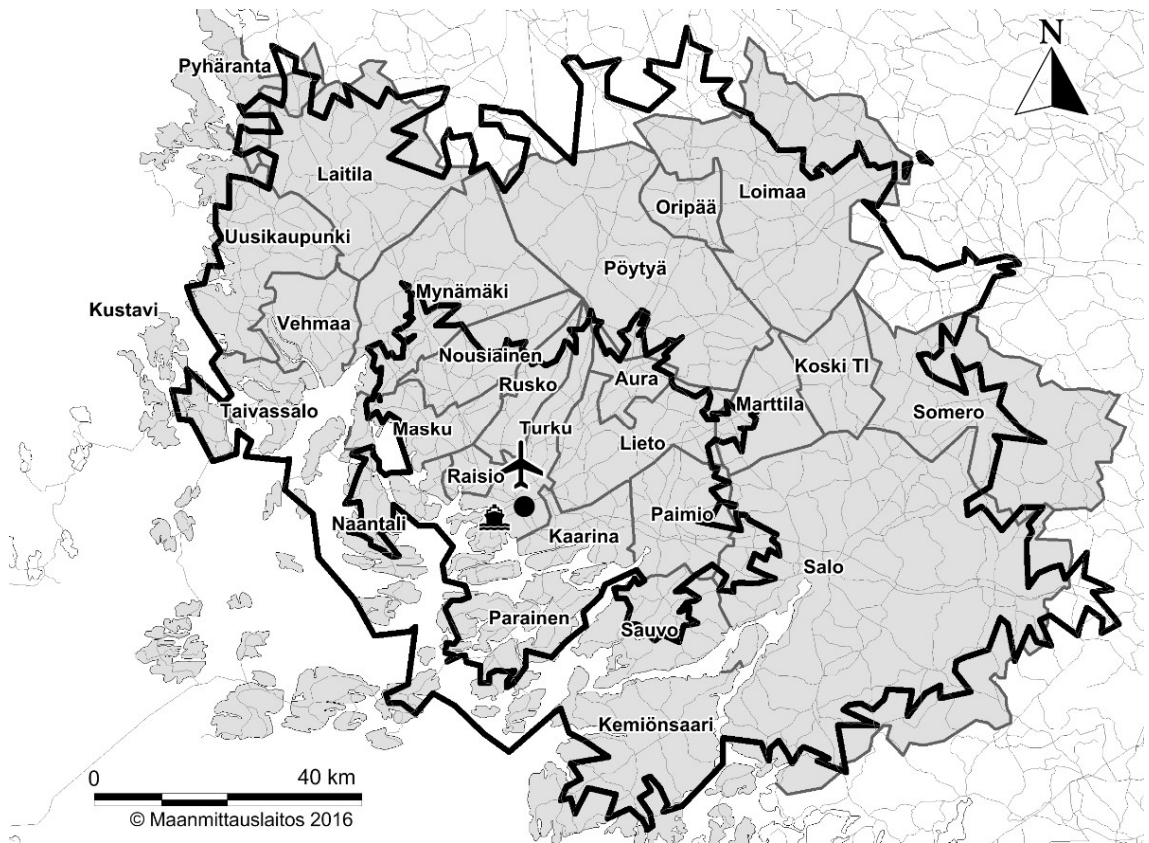 N
Pyhäranta
Laitila
Loimaa
Oripää
Uusikaupunki
Pöytyä
Mynämäki
Kustavi
Vehmaa
Nousiainen
Koski Tl
Rusko
Aura
Taivassalo
Marttila
Somero
Masku
Turku
Lieto
Raisio
Naantali
Paimio
Kaarina
Salo
Parainen
Sauvo
Kemiönsaari
0 40 km
© Maanmittauslaitos 2016